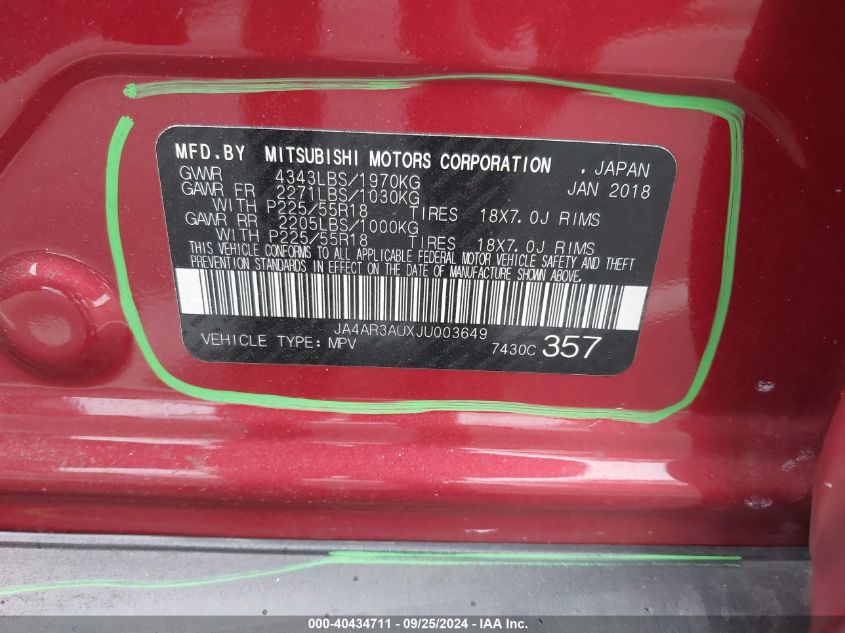 MFD.BY MITSUBISHI MOTORS CORPORATION . JAPAN
GVWR 4343LBS/1970KG JAN 2018
GAWR FR 2271LBS/1030KG
WITH P225/55R18 TIRES 18X7.0J RIMS
GAWR RR 2205LBS/1000KG
WITH P225/55R18 TIRES 18X7.0J RIMS
THIS VEHICLE CONFORMS TO ALL APPLICABLE FEDERAL MOTOR VEHICLE SAFETY AND THEFT
PREVENTION STANDARDS IN EFFECT ON THE DATE OF MANUFACTURE SHOWN ABOVE.
JA4AR3AUXJU003649
VEHICLE TYPE: MPV 7430C 357
000-40434711 - 09/25/2024 - Copyright © 2024 IAA, Inc.